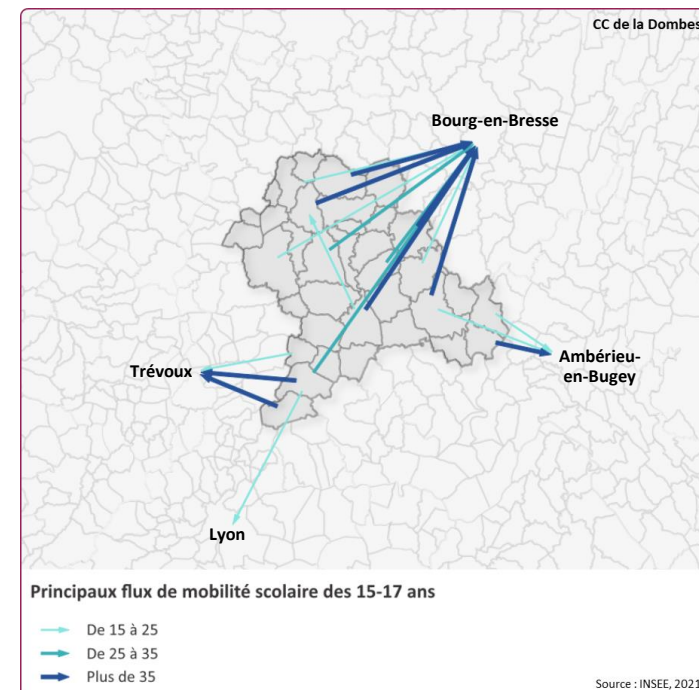 CC de la Dombes
Bourg-en-Bresse
Ambérieu-
en-Bugey
Trévoux
Lyon
Principaux flux de mobilité scolaire des 15-17 ans
De 15 à 25
De 25 à 35
Plus de 35
Source : INSEE, 2021